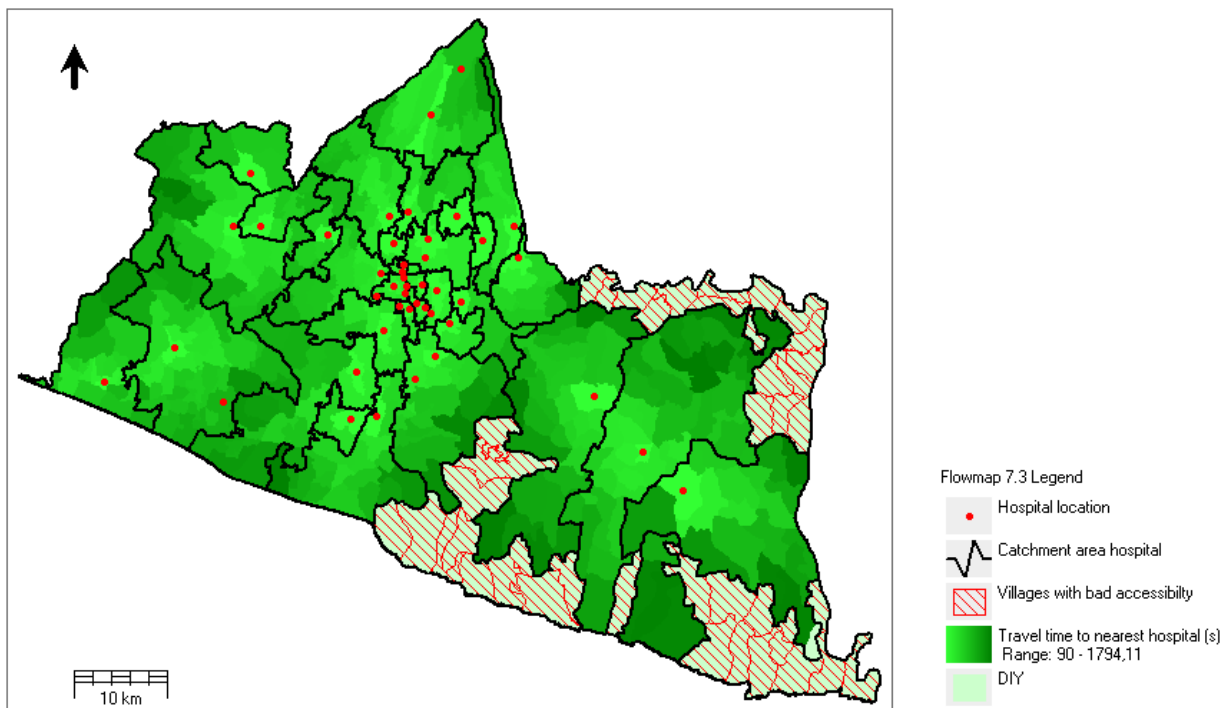 10 km
Flowmap 7.3 Legend
Hospital location
Catchment area hospital
Villages with bad accessibilty
Travel time to nearest hospital (s)
Range: 90 - 1794,11
DIY